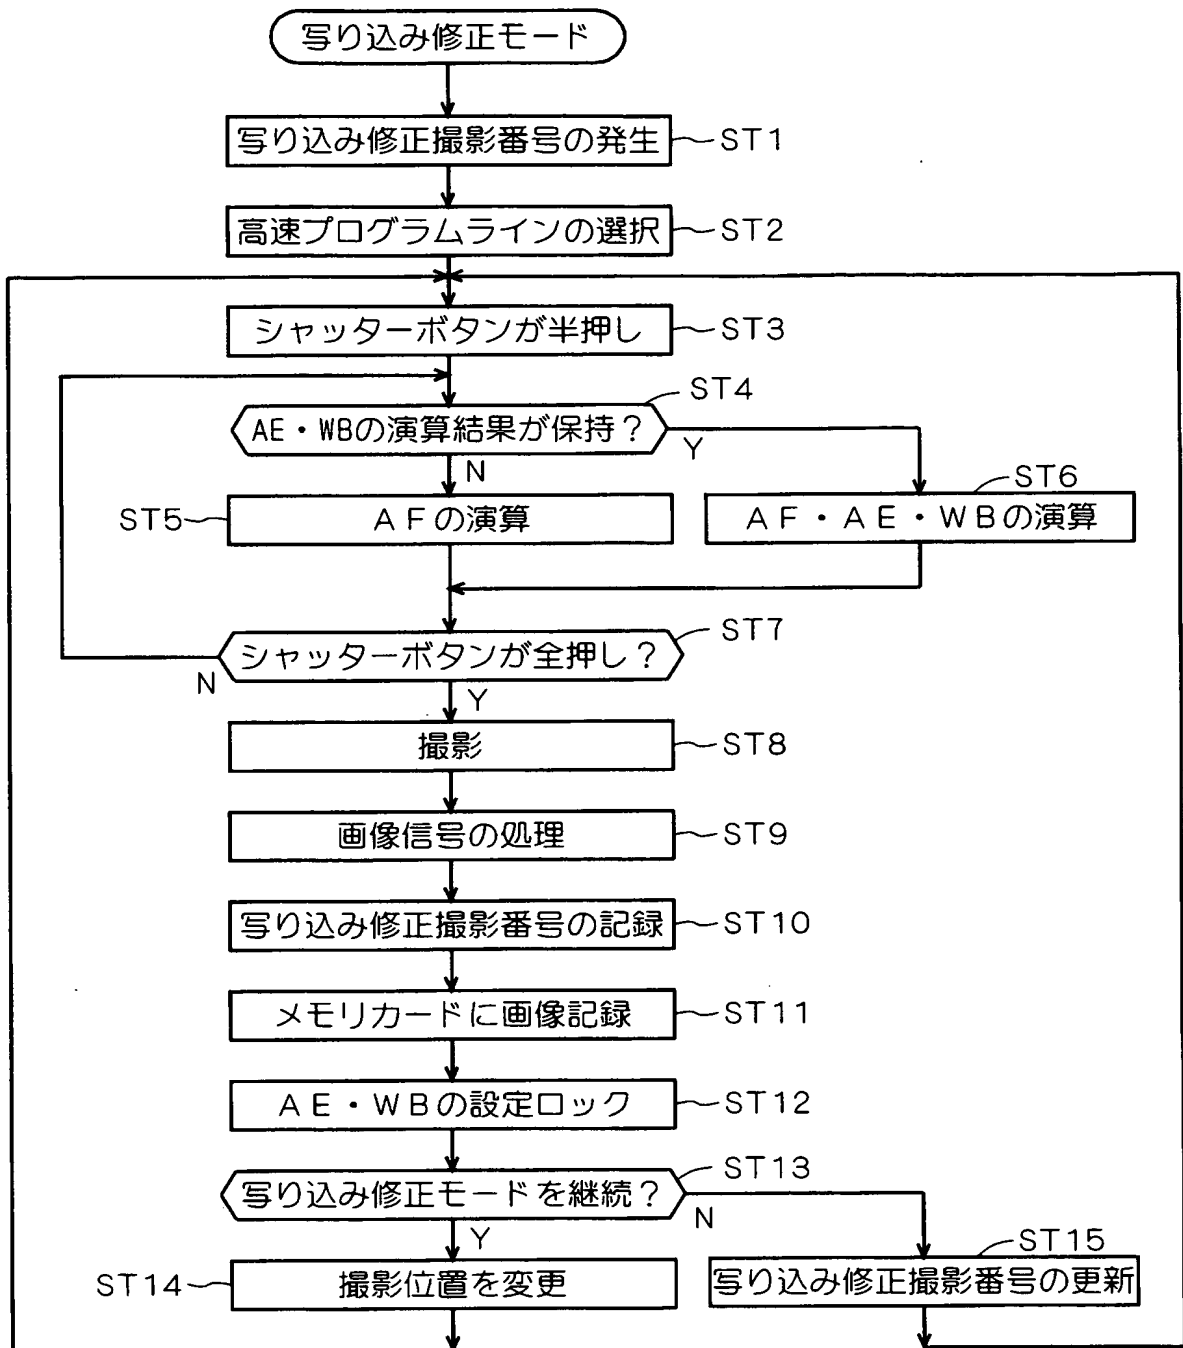 写り込み修正モード
写り込み修正撮影番号の発生 ST1
高速プログラムラインの選択 ST2
シャッターボタンが半押し ST3
ST4
AE・WBの演算結果が保持?
Y
N
ST6
ST5 AFの演算
AF・AE・WBの演算
ST7
シャッターボタンが全押し?
N
Y
撮影 ST8
画像信号の処理 ST9
写り込み修正撮影番号の記録 ST10
メモリカードに画像記録 ST11
AE・WBの設定ロック ST12
ST13
写り込み修正モードを継続?
N
Y
ST15
ST14 撮影位置を変更
写り込み修正撮影番号の更新